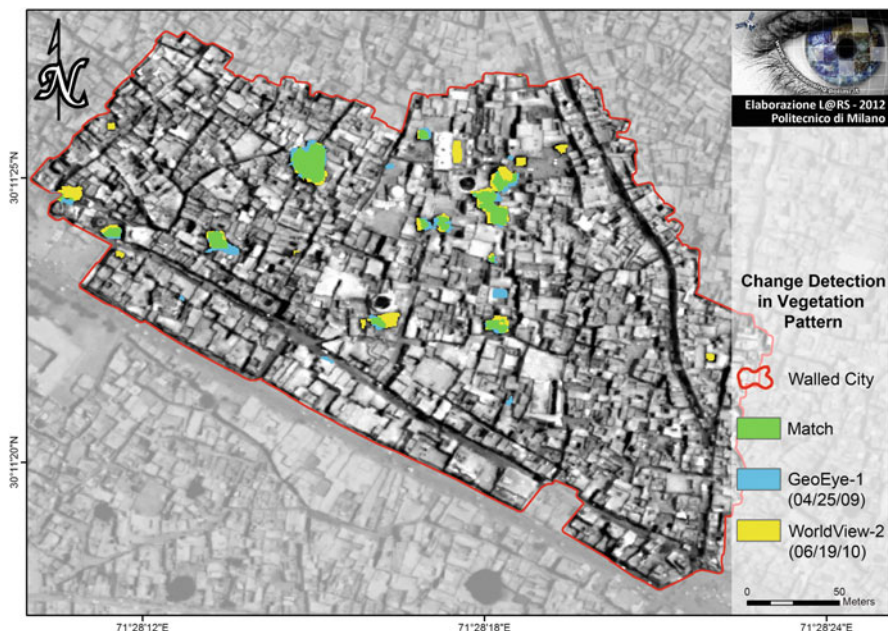 N
Elaborazione L@RS - 2012
Politecnico di Milano
30°11'25"N
30°11'20"N
Change Detection
in Vegetation
Pattern
Walled City
Match
GeoEye-1
(04/25/09)
WorldView-2
(06/19/10)
0 50
Meters
71°28'12"E
71°28'18"E
71°28'24"E